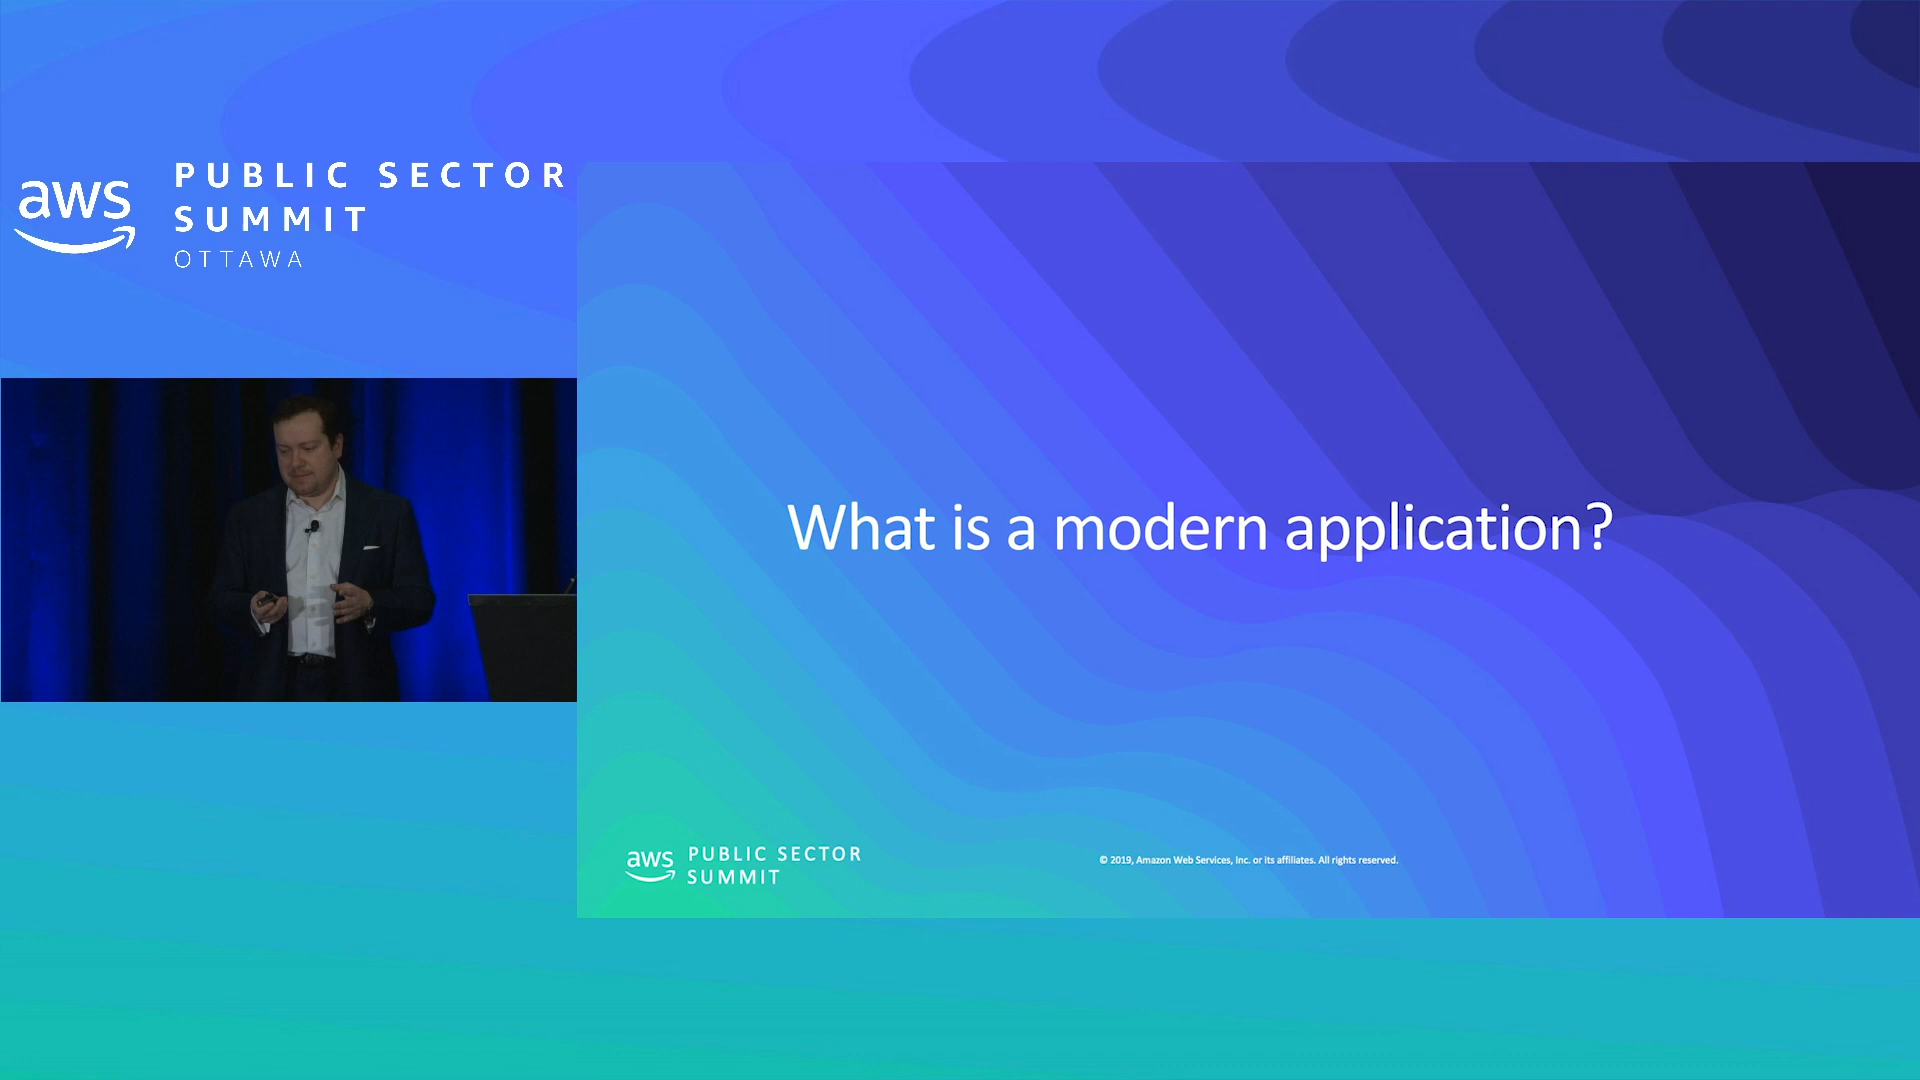 aws
PUBLIC SECTOR
SUMMIT
OTTAWA
What is a modern application?
aws
PUBLIC SECTOR
SUMMIT
© 2019, Amazon Web Services, Inc. or its affiliates. All rights reserved.